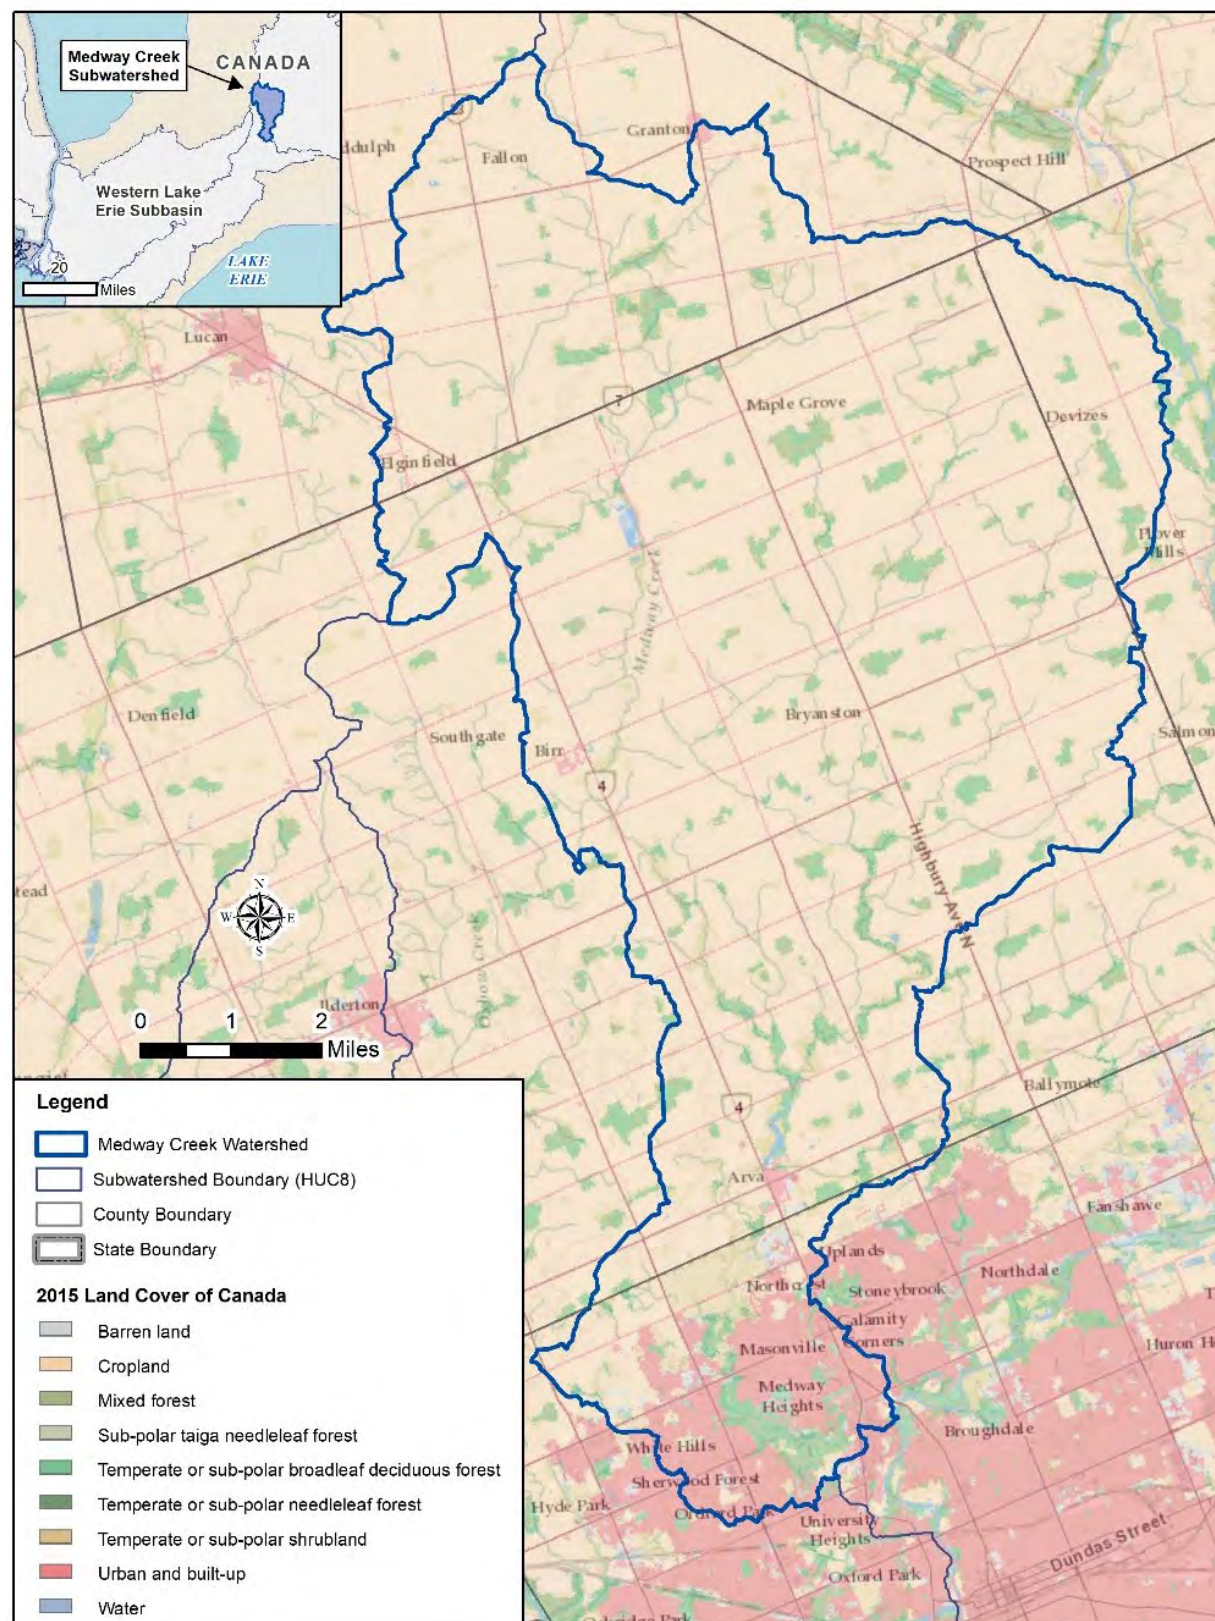 Medway Creek
Subwatershed
CANADA
Western Lake
Erie Subbasin
LAKE
ERIE
20
Miles
ddulph
Fallon
Granton
Prospect Hill
Lucan
7
Maple Grove
Devizes
Elginfield
Plover
Hills
Medway Creek
Denfield
Southgate
Birr
Bryanston
Salmon
4
Highbury Ave N
tead
N
W
E
S
Ilderton
0 1 2
Miles
4
Ballymote
Arva
Fanshawe
Uplands
Northcrest
Stoneybrook
Northdale
Calamity
Corners
Masonville
Huron H
Medway
Heights
Broughdale
White Hills
Sherwood Forest
Hyde Park
Orchard Park
University
Heights
Dundas Street
Oxford Park
Oakridge Park
Legend
Medway Creek Watershed
Subwatershed Boundary (HUC8)
County Boundary
State Boundary
2015 Land Cover of Canada
Barren land
Cropland
Mixed forest
Sub-polar taiga needleleaf forest
Temperate or sub-polar broadleaf deciduous forest
Temperate or sub-polar needleleaf forest
Temperate or sub-polar shrubland
Urban and built-up
Water